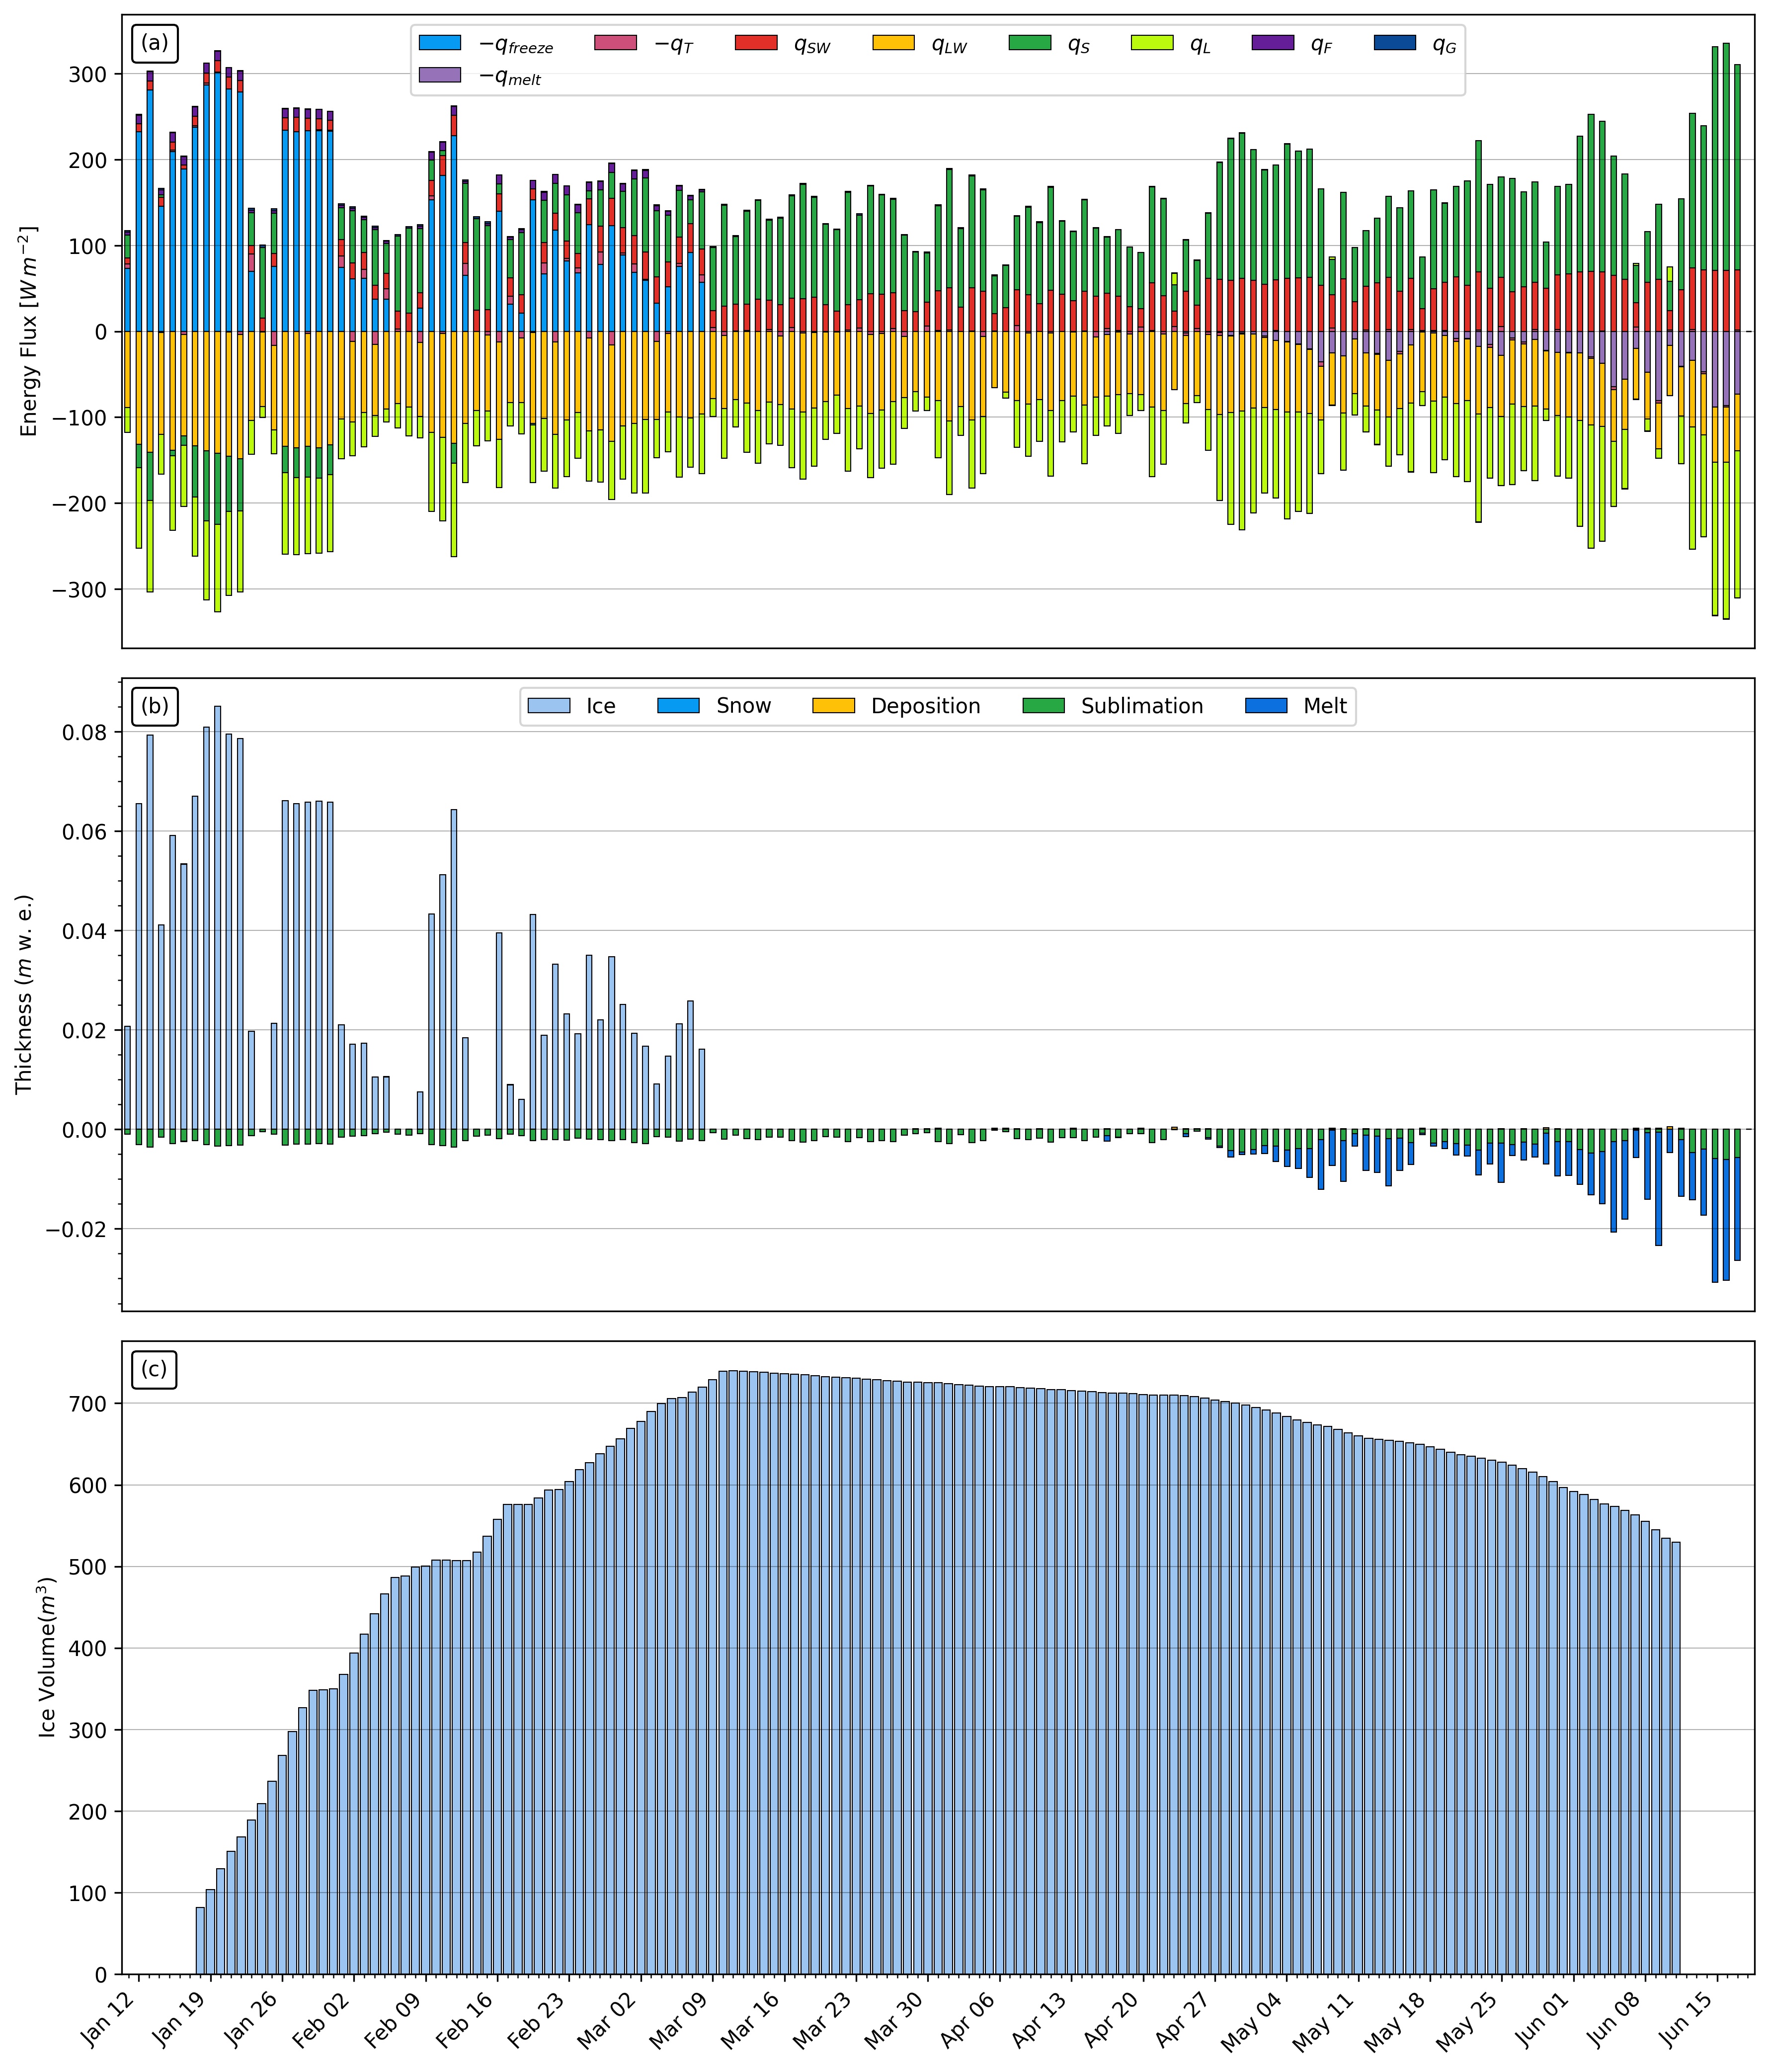 (a)
−q_freeze −q_T q_SW q_LW q_S q_L q_F q_G
−q_melt
Energy Flux [W m⁻²]
300
200
100
0
−100
−200
−300
(b)
Ice Snow Deposition Sublimation Melt
Thickness (m w. e.)
0.08
0.06
0.04
0.02
0.00
−0.02
(c)
Ice Volume(m³)
700
600
500
400
300
200
100
0
Jan 12 Jan 19 Jan 26 Feb 02 Feb 09 Feb 16 Feb 23 Mar 02 Mar 09 Mar 16 Mar 23 Mar 30 Apr 06 Apr 13 Apr 20 Apr 27 May 04 May 11 May 18 May 25 Jun 01 Jun 08 Jun 15